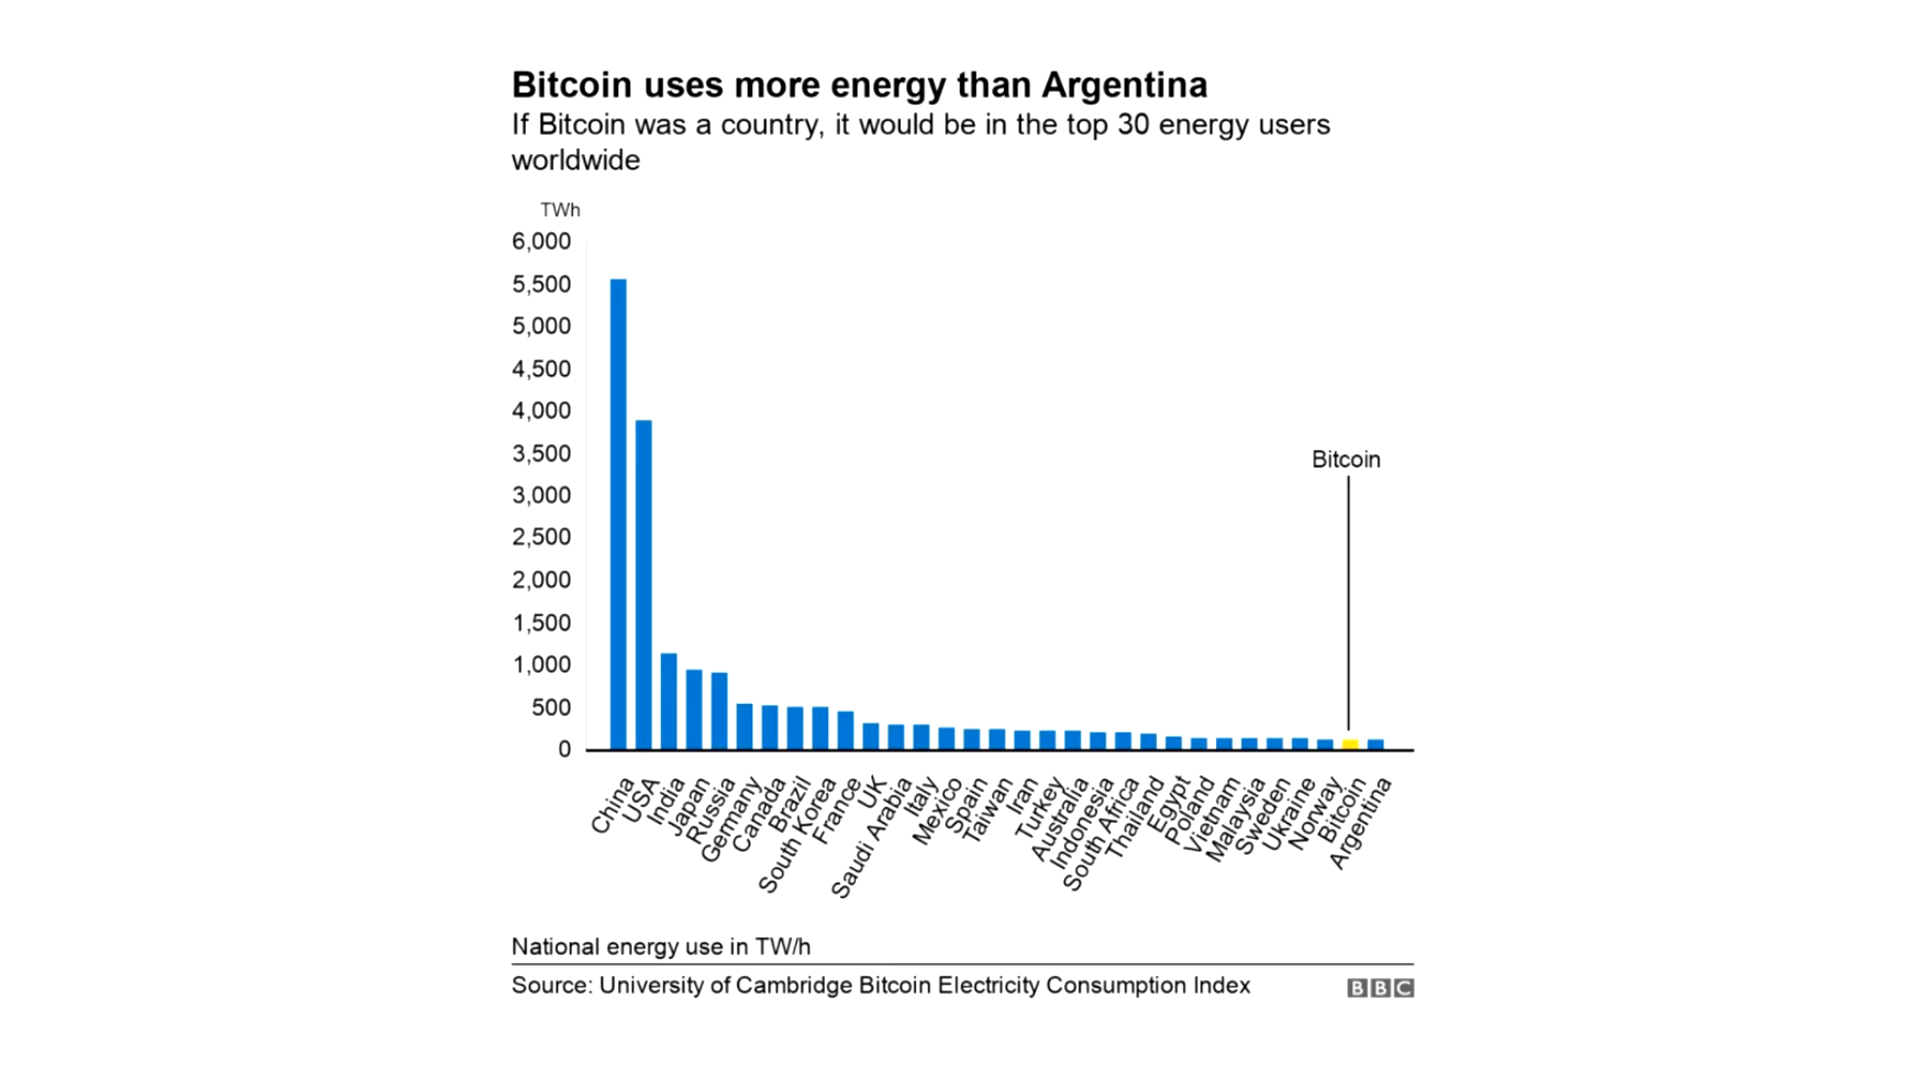 Bitcoin uses more energy than Argentina
If Bitcoin was a country, it would be in the top 30 energy users
worldwide
TWh
6,000
5,500
5,000
4,500
4,000
3,500
3,000
2,500
2,000
1,500
1,000
500
0
Bitcoin
China
USA
India
Japan
Russia
Germany
Canada
Brazil
South Korea
France
UK
Saudi Arabia
Italy
Mexico
Spain
Taiwan
Iran
Turkey
Australia
Indonesia
South Africa
Thailand
Egypt
Poland
Vietnam
Malaysia
Sweden
Ukraine
Norway
Bitcoin
Argentina
National energy use in TW/h
Source: University of Cambridge Bitcoin Electricity Consumption Index
BBC